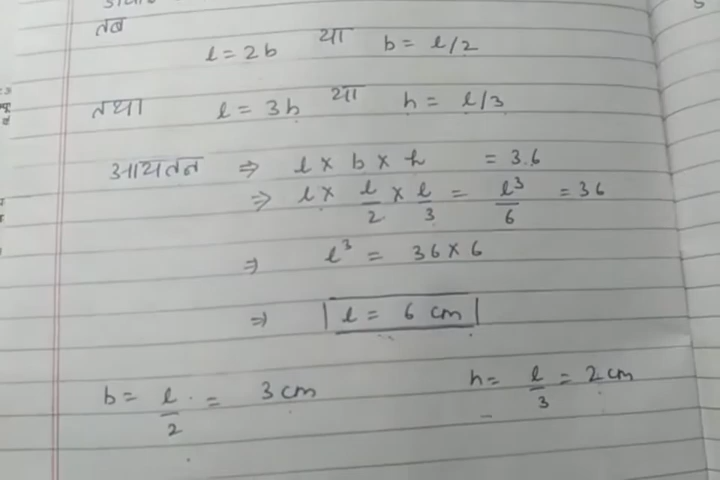 तब
l = 2b या b = l/2
तथा l = 3h या h = l/3
आयतन ⇒ l × b × h = 3.6
⇒ l × l/2 × l/3 = l³/6 = 36
⇒ l³ = 36 × 6
⇒ l = 6 cm
b = l/2 = 3 cm h = l/3 = 2 cm